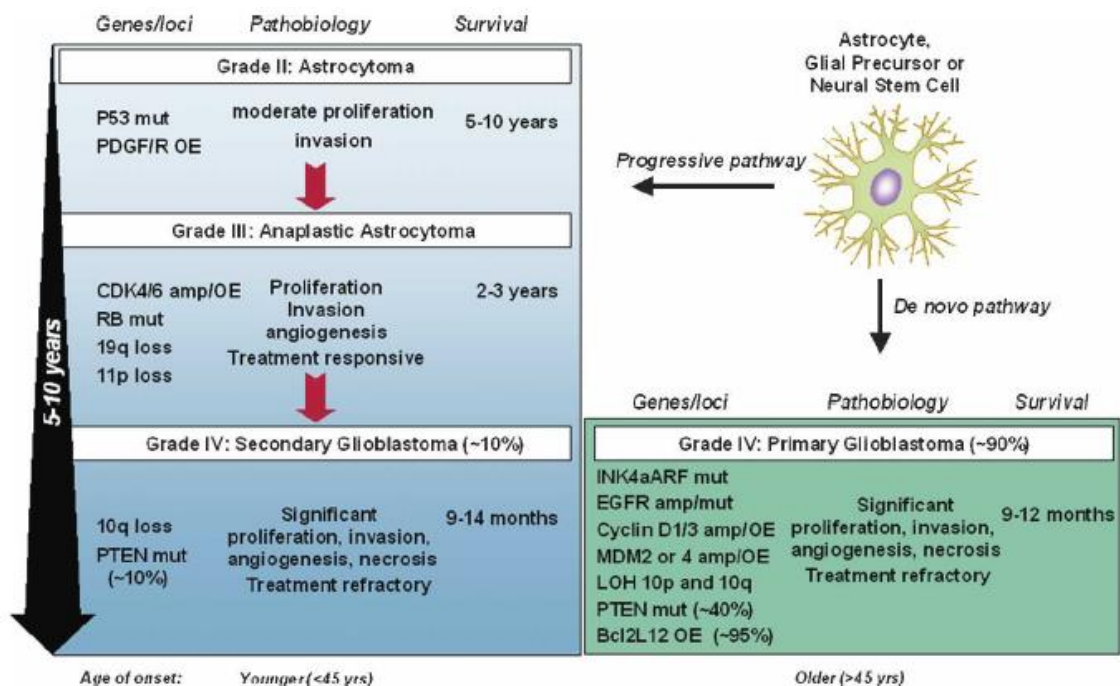 Genes/loci Pathobiology Survival
Grade II: Astrocytoma
P53 mut
PDGF/R OE
moderate proliferation
invasion
5-10 years
Grade III: Anaplastic Astrocytoma
CDK4/6 amp/OE
RB mut
19q loss
11p loss
Proliferation
Invasion
angiogenesis
Treatment responsive
2-3 years
Grade IV: Secondary Glioblastoma (~10%)
10q loss
PTEN mut
(~10%)
Significant
proliferation, invasion,
angiogenesis, necrosis
Treatment refractory
9-14 months
5-10 years
Age of onset: Younger (<45 yrs)
Astrocyte,
Glial Precursor or
Neural Stem Cell
Progressive pathway
De novo pathway
Genes/loci Pathobiology Survival
Grade IV: Primary Glioblastoma (~90%)
INK4aARF mut
EGFR amp/mut
Cyclin D1/3 amp/OE
MDM2 or 4 amp/OE
LOH 10p and 10q
PTEN mut (~40%)
Bcl2L12 OE (~95%)
Significant
proliferation, invasion,
angiogenesis, necrosis
Treatment refractory
9-12 months
Older (>45 yrs)